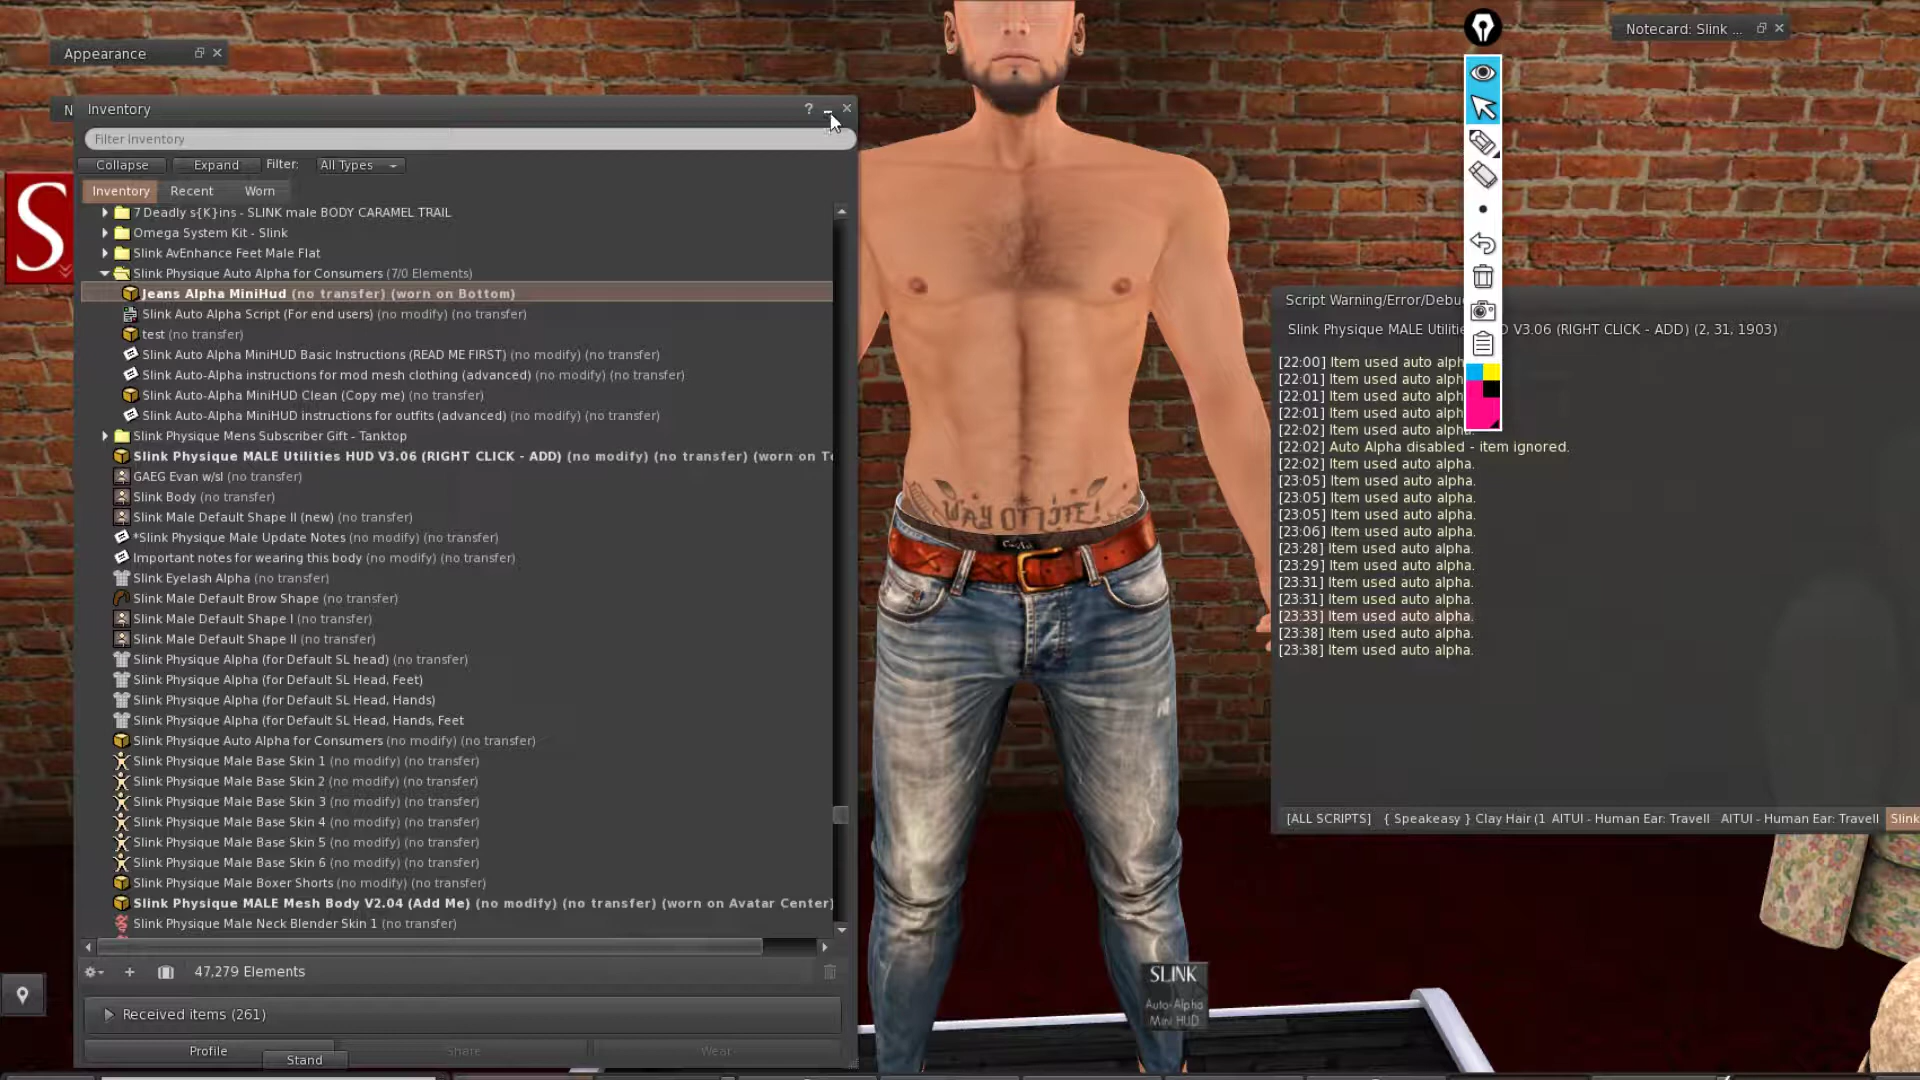 Appearance
Notecard: Slink ...
N
Inventory
?
Filter Inventory
Collapse
Expand
Filter:
All Types
Inventory
Recent
Worn
S
7 Deadly s{K}ins - SLINK male BODY CARAMEL TRAIL
Omega System Kit - Slink
Slink AvEnhance Feet Male Flat
Slink Physique Auto Alpha for Consumers (7/0 Elements)
Jeans Alpha MiniHud (no transfer) (worn on Bottom)
Slink Auto Alpha Script (For end users) (no modify) (no transfer)
test (no transfer)
Slink Auto Alpha MiniHUD Basic Instructions (READ ME FIRST) (no modify) (no transfer)
Slink Auto-Alpha instructions for mod mesh clothing (advanced) (no modify) (no transfer)
Slink Auto-Alpha MiniHUD Clean (Copy me) (no transfer)
Slink Auto-Alpha MiniHUD instructions for outfits (advanced) (no modify) (no transfer)
Slink Physique Mens Subscriber Gift - Tanktop
Slink Physique MALE Utilities HUD V3.06 (RIGHT CLICK - ADD) (no modify) (no transfer) (worn on T
GAEG Evan w/sl (no transfer)
Slink Body (no transfer)
Slink Male Default Shape II (new) (no transfer)
*Slink Physique Male Update Notes (no modify) (no transfer)
Important notes for wearing this body (no modify) (no transfer)
Slink Eyelash Alpha (no transfer)
Slink Male Default Brow Shape (no transfer)
Slink Male Default Shape I (no transfer)
Slink Male Default Shape II (no transfer)
Slink Physique Alpha (for Default SL head) (no transfer)
Slink Physique Alpha (for Default SL Head, Feet)
Slink Physique Alpha (for Default SL Head, Hands)
Slink Physique Alpha (for Default SL Head, Hands, Feet
Slink Physique Auto Alpha for Consumers (no modify) (no transfer)
Slink Physique Male Base Skin 1 (no modify) (no transfer)
Slink Physique Male Base Skin 2 (no modify) (no transfer)
Slink Physique Male Base Skin 3 (no modify) (no transfer)
Slink Physique Male Base Skin 4 (no modify) (no transfer)
Slink Physique Male Base Skin 5 (no modify) (no transfer)
Slink Physique Male Base Skin 6 (no modify) (no transfer)
Slink Physique Male Boxer Shorts (no modify) (no transfer)
Slink Physique MALE Mesh Body V2.04 (Add Me) (no modify) (no transfer) (worn on Avatar Center)
Slink Physique Male Neck Blender Skin 1 (no transfer)
47,279 Elements
Received items (261)
Profile
Share
Wear
Stand
SLINK
Auto-Alpha
Mini HUD
Script Warning/Error/Debu
Slink Physique MALE Utilitie D V3.06 (RIGHT CLICK - ADD) (2, 31, 1903)
[22:00] Item used auto alph
[22:01] Item used auto alph
[22:01] Item used auto alph
[22:01] Item used auto alph
[22:02] Item used auto alpha.
[22:02] Auto Alpha disabled - item ignored.
[22:02] Item used auto alpha.
[23:05] Item used auto alpha.
[23:05] Item used auto alpha.
[23:05] Item used auto alpha.
[23:06] Item used auto alpha.
[23:28] Item used auto alpha.
[23:29] Item used auto alpha.
[23:31] Item used auto alpha.
[23:31] Item used auto alpha.
[23:33] Item used auto alpha.
[23:38] Item used auto alpha.
[23:38] Item used auto alpha.
[ALL SCRIPTS] { Speakeasy } Clay Hair (1 AITUI - Human Ear: Travell AITUI - Human Ear: Travell Slink